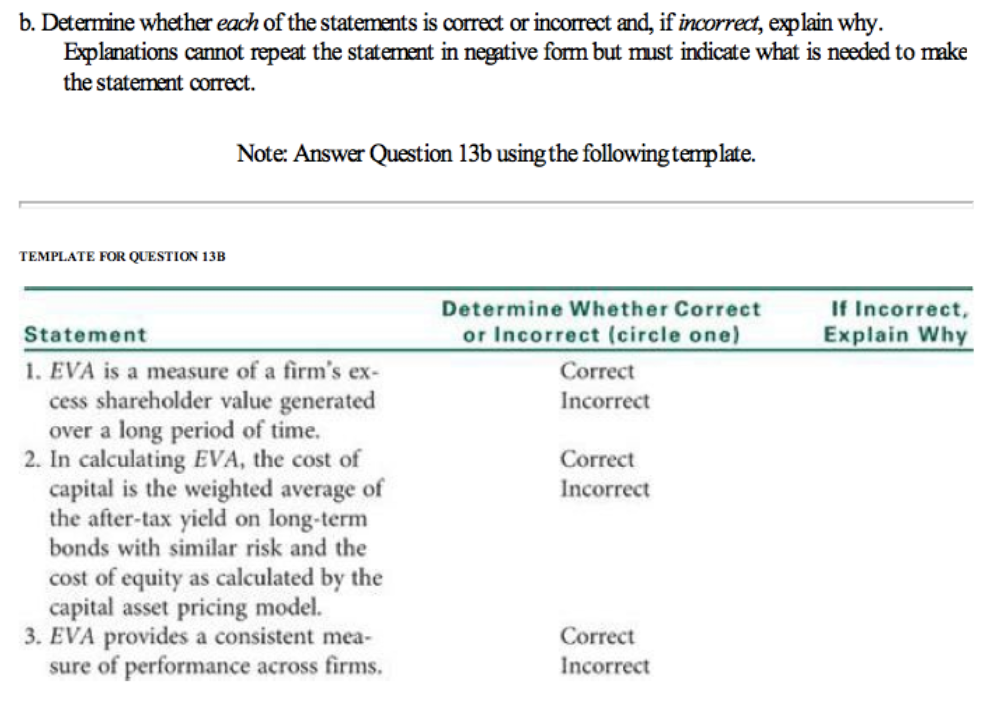 b. Determine whether each of the statements is correct or incorrect and, if incorrect, explain why.
Explanations cannot repeat the statement in negative form but must indicate what is needed to make
the statement correct.
Note: Answer Question 13b using the following template.
TEMPLATE FOR QUESTION 13B
Determine Whether Correct If Incorrect,
Statement or Incorrect (circle one) Explain Why
1. EVA is a measure of a firm's ex- Correct
cess shareholder value generated Incorrect
over a long period of time.
2. In calculating EVA, the cost of Correct
capital is the weighted average of Incorrect
the after-tax yield on long-term
bonds with similar risk and the
cost of equity as calculated by the
capital asset pricing model.
3. EVA provides a consistent mea- Correct
sure of performance across firms. Incorrect